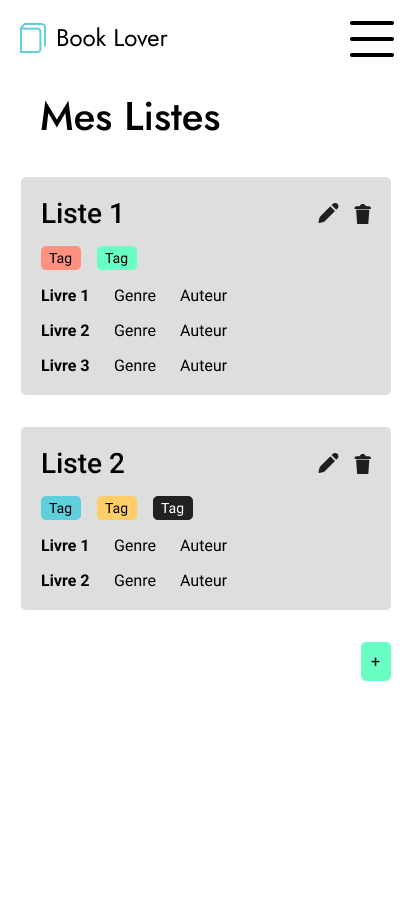 Book Lover
Mes Listes
Liste 1
Tag Tag
Livre 1 Genre Auteur
Livre 2 Genre Auteur
Livre 3 Genre Auteur
Liste 2
Tag Tag Tag
Livre 1 Genre Auteur
Livre 2 Genre Auteur
+